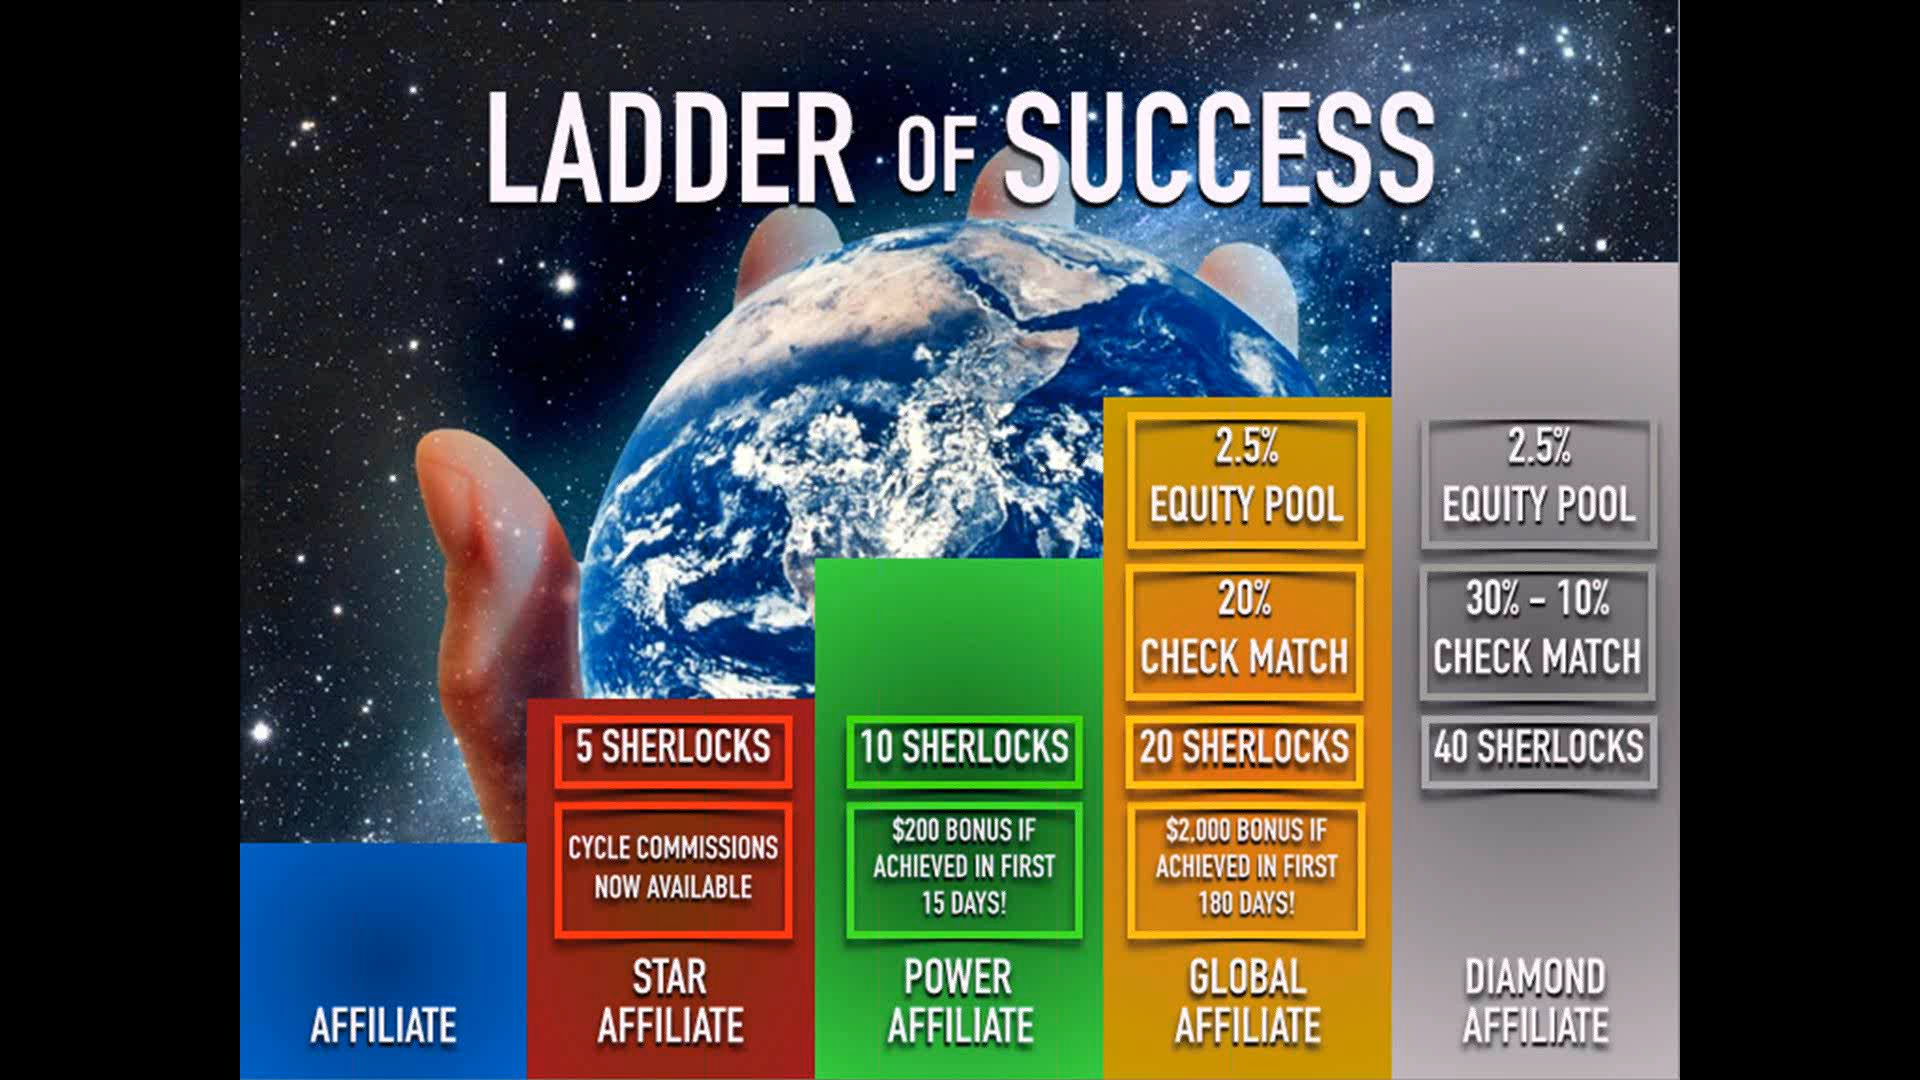 LADDER OF SUCCESS
2.5%
EQUITY POOL
20%
CHECK MATCH
2.5%
EQUITY POOL
30% - 10%
CHECK MATCH
5 SHERLOCKS
10 SHERLOCKS
20 SHERLOCKS
40 SHERLOCKS
CYCLE COMMISSIONS
NOW AVAILABLE
$200 BONUS IF
ACHIEVED IN FIRST
15 DAYS!
$2,000 BONUS IF
ACHIEVED IN FIRST
180 DAYS!
AFFILIATE
STAR
AFFILIATE
POWER
AFFILIATE
GLOBAL
AFFILIATE
DIAMOND
AFFILIATE